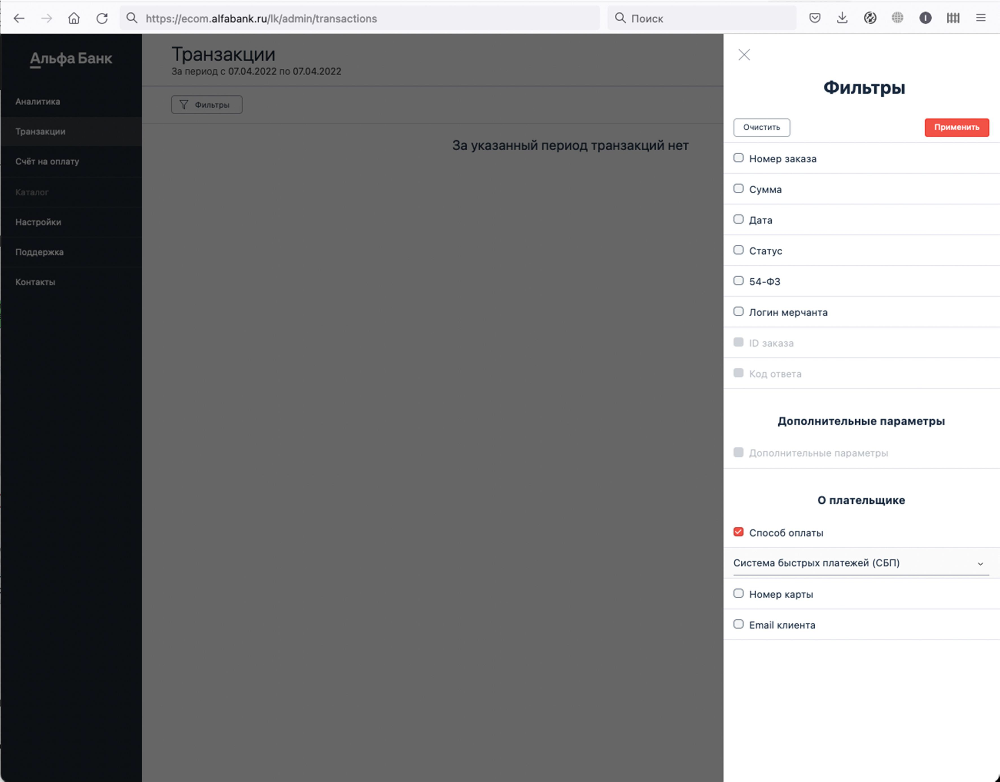 https://ecom.alfabank.ru/lk/admin/transactions
Поиск
Альфа Банк
Аналитика
Транзакции
Счёт на оплату
Каталог
Настройки
Поддержка
Контакты
Транзакции
За период с 07.04.2022 по 07.04.2022
Фильтры
За указанный период транзакций нет
Фильтры
Очистить
Применить
Номер заказа
Сумма
Дата
Статус
54-ФЗ
Логин мерчанта
ID заказа
Код ответа
Дополнительные параметры
Дополнительные параметры
О плательщике
Способ оплаты
Система быстрых платежей (СБП)
Номер карты
Email клиента